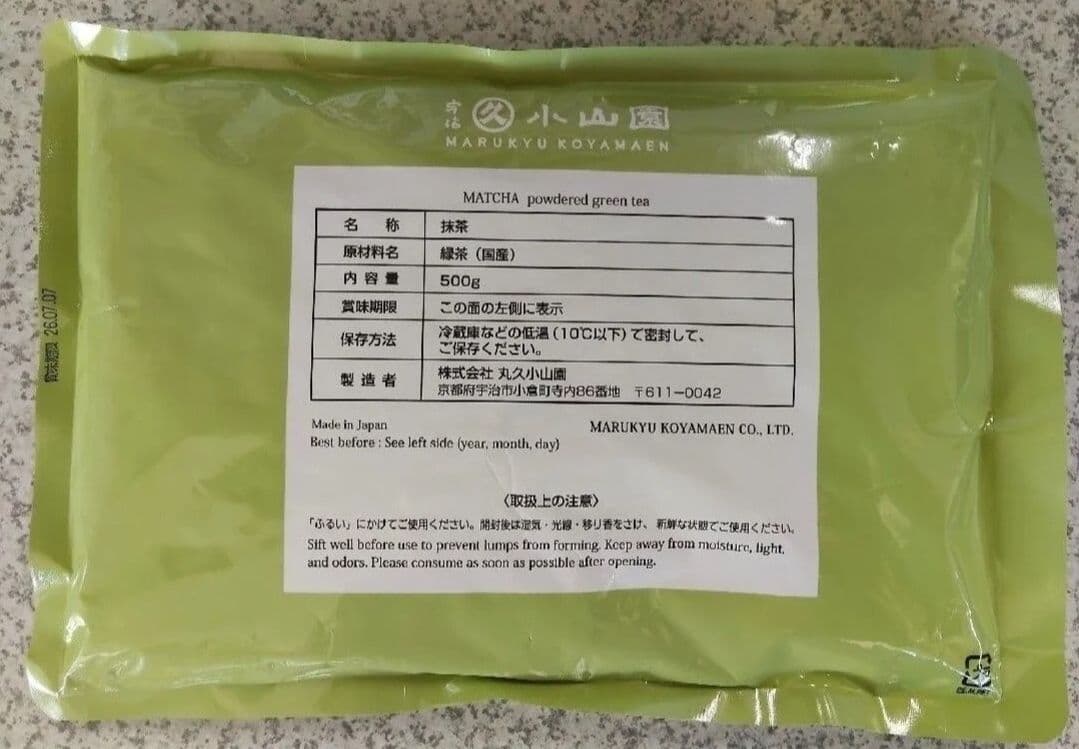 宇治 久 小山園
MARUKYU KOYAMAEN
MATCHA powdered green tea
名 称 抹茶
原材料名 緑茶（国産）
内容量 500g
賞味期限 この面の左側に表示
保存方法 冷蔵庫などの低温（10℃以下）で密封して、
ご保存ください。
製造者 株式会社 丸久小山園
京都府宇治市小倉町寺内86番地 〒611-0042
Made in Japan
MARUKYU KOYAMAEN CO., LTD.
Best before : See left side (year, month, day)
〈取扱上の注意〉
「ふるい」にかけてご使用ください。開封後は湿気・光線・移り香をさけ、新鮮な状態でご使用ください。
Sift well before use to prevent lumps from forming. Keep away from moisture, light,
and odors. Please consume as soon as possible after opening.
賞味期限 26.07.07